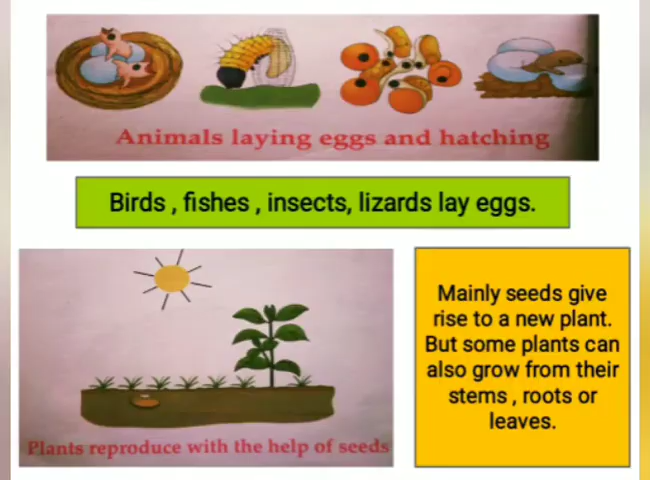 Animals laying eggs and hatching
Birds , fishes , insects, lizards lay eggs.
Mainly seeds give
rise to a new plant.
But some plants can
also grow from their
stems , roots or
leaves.
Plants reproduce with the help of seeds